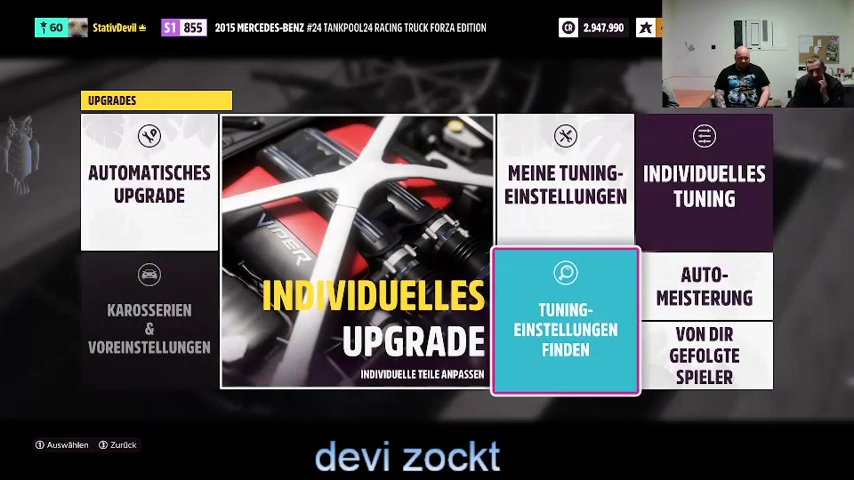 60 StativDevil S1 855 2015 MERCEDES-BENZ #24 TANKPOOL24 RACING TRUCK FORZA EDITION CR 2.947.990
UPGRADES
AUTOMATISCHES
UPGRADE
KAROSSERIEN
&
VOREINSTELLUNGEN
VIPER
INDIVIDUELLES
UPGRADE
INDIVIDUELLE TEILE ANPASSEN
MEINE TUNING-
EINSTELLUNGEN
TUNING-
EINSTELLUNGEN
FINDEN
INDIVIDUELLES
TUNING
AUTO-
MEISTERUNG
VON DIR
GEFOLGTE
SPIELER
Auswählen Zurück
devi zockt